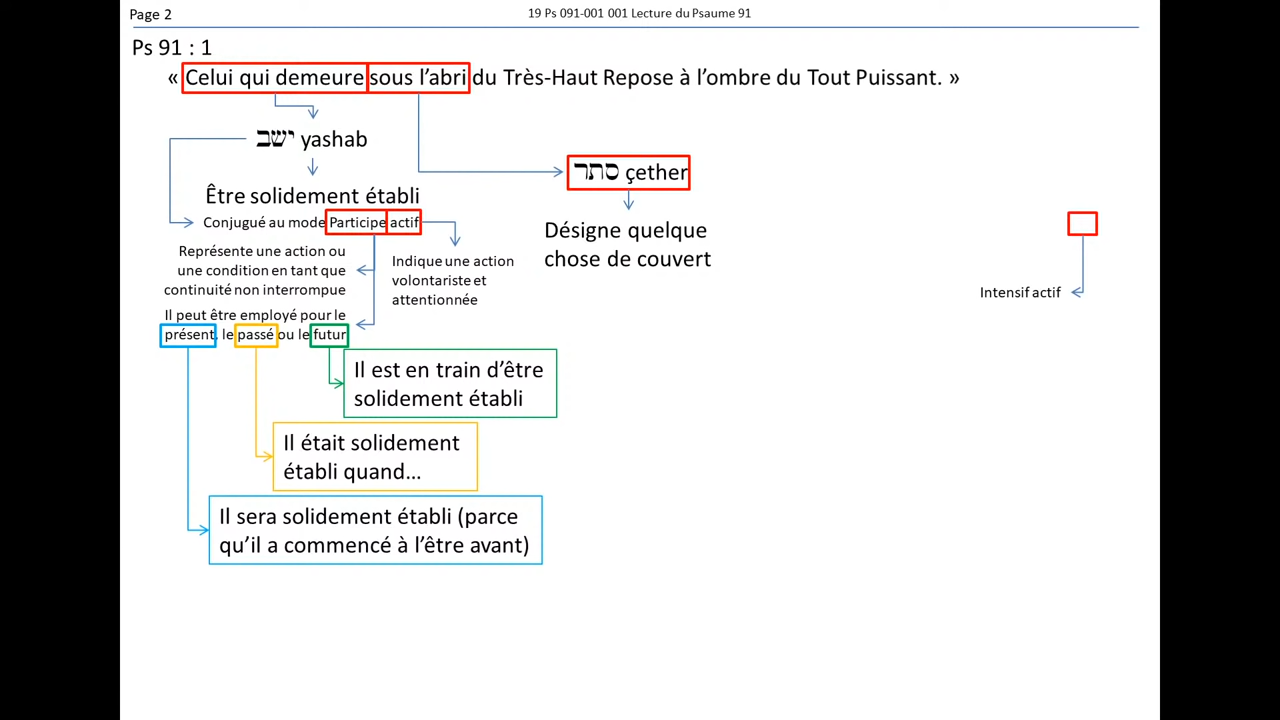 Page 2
19 Ps 091-001 001 Lecture du Psaume 91
Ps 91 : 1
« Celui qui demeure sous l’abri du Très-Haut Repose à l’ombre du Tout Puissant. »
ישב yashab
סתר çether
Être solidement établi
Conjugué au mode Participe actif
Représente une action ou
une condition en tant que
continuité non interrompue
Indique une action
volontariste et
attentionnée
Désigne quelque
chose de couvert
Intensif actif
Il peut être employé pour le
présent, le passé ou le futur
Il est en train d’être
solidement établi
Il était solidement
établi quand…
Il sera solidement établi (parce
qu’il a commencé à l’être avant)